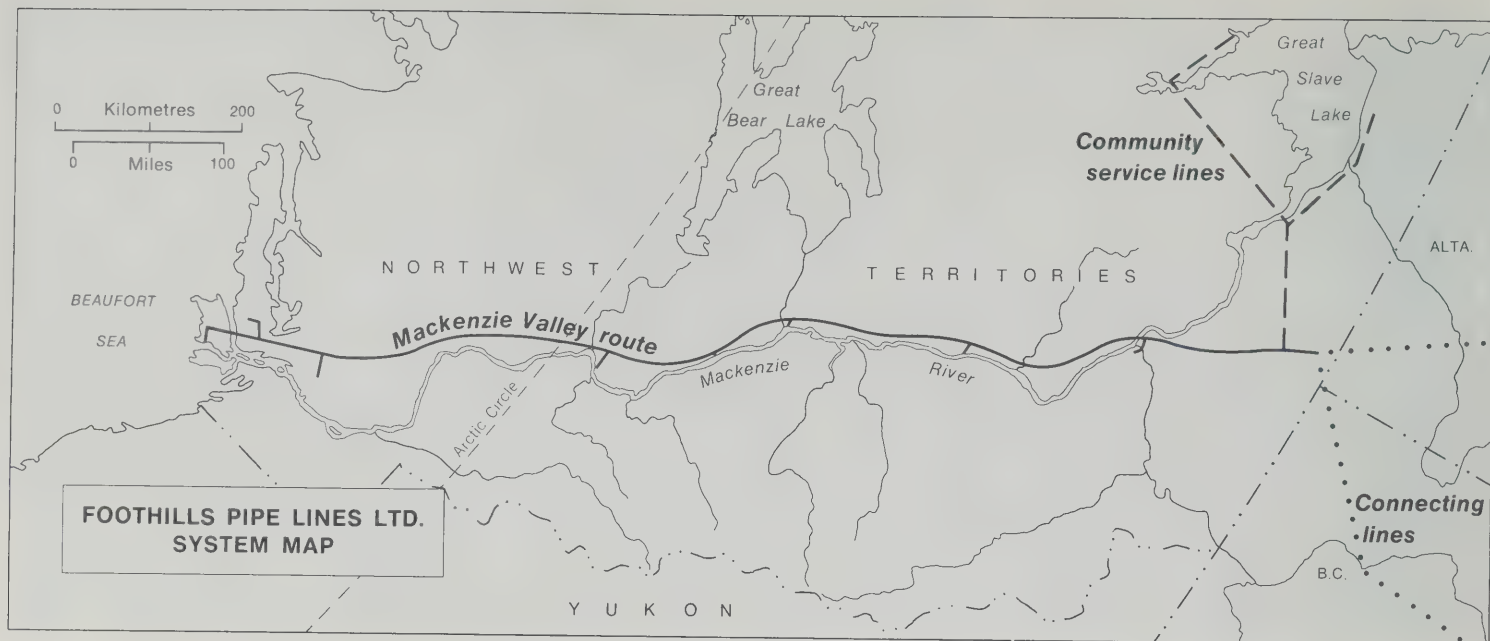 0 Kilometres 200
0 Miles 100
Great
Bear Lake
Great
Slave
Lake
Community
service lines
ALTA.
NORTHWEST TERRITORIES
BEAUFORT
SEA
Mackenzie Valley route
Mackenzie River
Arctic Circle
FOOTHILLS PIPE LINES LTD.
SYSTEM MAP
Connecting
lines
B.C.
YUKON